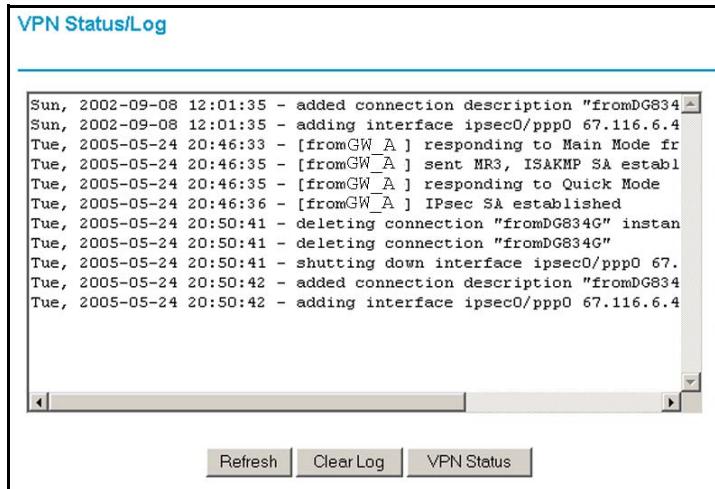 VPN Status/Log
Sun, 2002-09-08 12:01:35 - added connection description "fromDG834
Sun, 2002-09-08 12:01:35 - adding interface ipsec0/ppp0 67.116.6.4
Tue, 2005-05-24 20:46:33 - [fromGW_A ] responding to Main Mode fr
Tue, 2005-05-24 20:46:35 - [fromGW_A ] sent MR3, ISAKMP SA establ
Tue, 2005-05-24 20:46:35 - [fromGW_A ] responding to Quick Mode
Tue, 2005-05-24 20:46:36 - [fromGW_A ] IPsec SA established
Tue, 2005-05-24 20:50:41 - deleting connection "fromDG834G" instan
Tue, 2005-05-24 20:50:41 - deleting connection "fromDG834G"
Tue, 2005-05-24 20:50:41 - shutting down interface ipsec0/ppp0 67.
Tue, 2005-05-24 20:50:42 - added connection description "fromDG834
Tue, 2005-05-24 20:50:42 - adding interface ipsec0/ppp0 67.116.6.4
Refresh Clear Log VPN Status